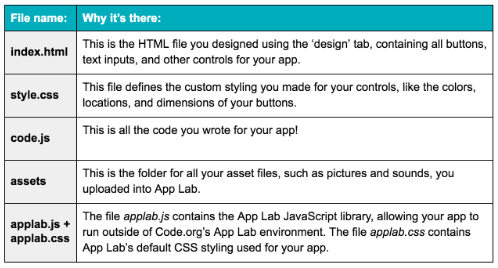 File name: Why it's there:
index.html This is the HTML file you designed using the 'design' tab, containing all buttons,
text inputs, and other controls for your app.
style.css This file defines the custom styling you made for your controls, like the colors,
locations, and dimensions of your buttons.
code.js This is all the code you wrote for your app!
assets This is the folder for all your asset files, such as pictures and sounds, you
uploaded into App Lab.
applab.js +
applab.css
The file applab.js contains the App Lab JavaScript library, allowing your app to
run outside of Code.org's App Lab environment. The file applab.css contains
App Lab's default CSS styling used for your app.